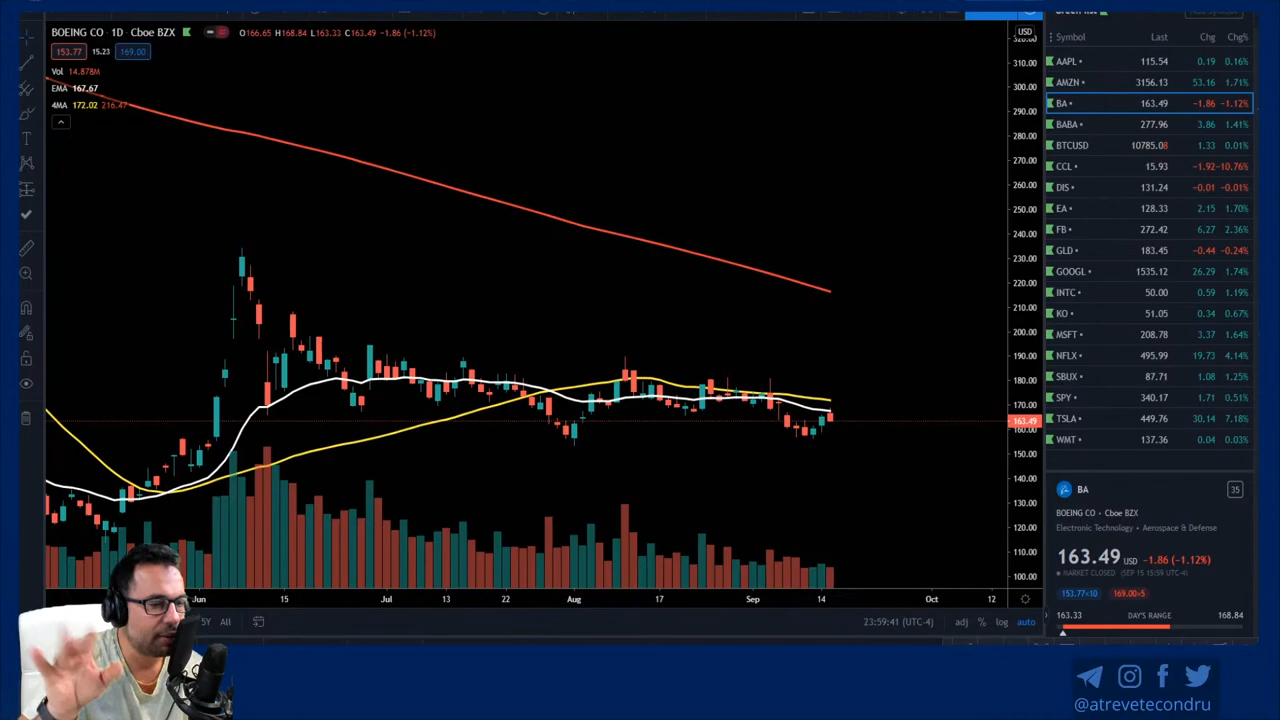 BOEING CO · 1D · Cboe BZX O166.65 H168.84 L163.33 C163.49 −1.86 (−1.12%)
153.77 15.23 169.00
Vol 14.878M
EMA 167.67
4MA 172.02 216.47
USD
310.00
300.00
290.00
280.00
270.00
260.00
250.00
240.00
230.00
220.00
210.00
200.00
190.00
180.00
170.00
163.49
160.00
150.00
140.00
130.00
120.00
110.00
100.00
Jun 15 Jul 13 22 Aug 17 Sep 14 Oct 12
5Y All
23:59:41 (UTC-4) adj % log auto
Symbol Last Chg Chg%
AAPL 115.54 0.19 0.16%
AMZN 3156.13 53.16 1.71%
BA 163.49 −1.86 −1.12%
BABA 277.96 3.86 1.41%
BTCUSD 10785.08 1.33 0.01%
CCL 15.93 −1.92 −10.76%
DIS 131.24 −0.01 −0.01%
EA 128.33 2.15 1.70%
FB 272.42 6.27 2.36%
GLD 183.45 −0.44 −0.24%
GOOGL 1535.12 26.29 1.74%
INTC 50.00 0.59 1.19%
KO 51.05 0.34 0.67%
MSFT 208.78 3.37 1.64%
NFLX 495.99 19.73 4.14%
SBUX 87.71 1.08 1.25%
SPY 340.17 1.71 0.51%
TSLA 449.76 30.14 7.18%
WMT 137.36 0.04 0.03%
BA 35
BOEING CO • Cboe BZX
Electronic Technology • Aerospace & Defense
163.49 USD −1.86 (−1.12%)
MARKET CLOSED (SEP 15 15:59 UTC-4)
153.77×10 169.00×5
163.33 DAY'S RANGE 168.84
@atrevetecondru